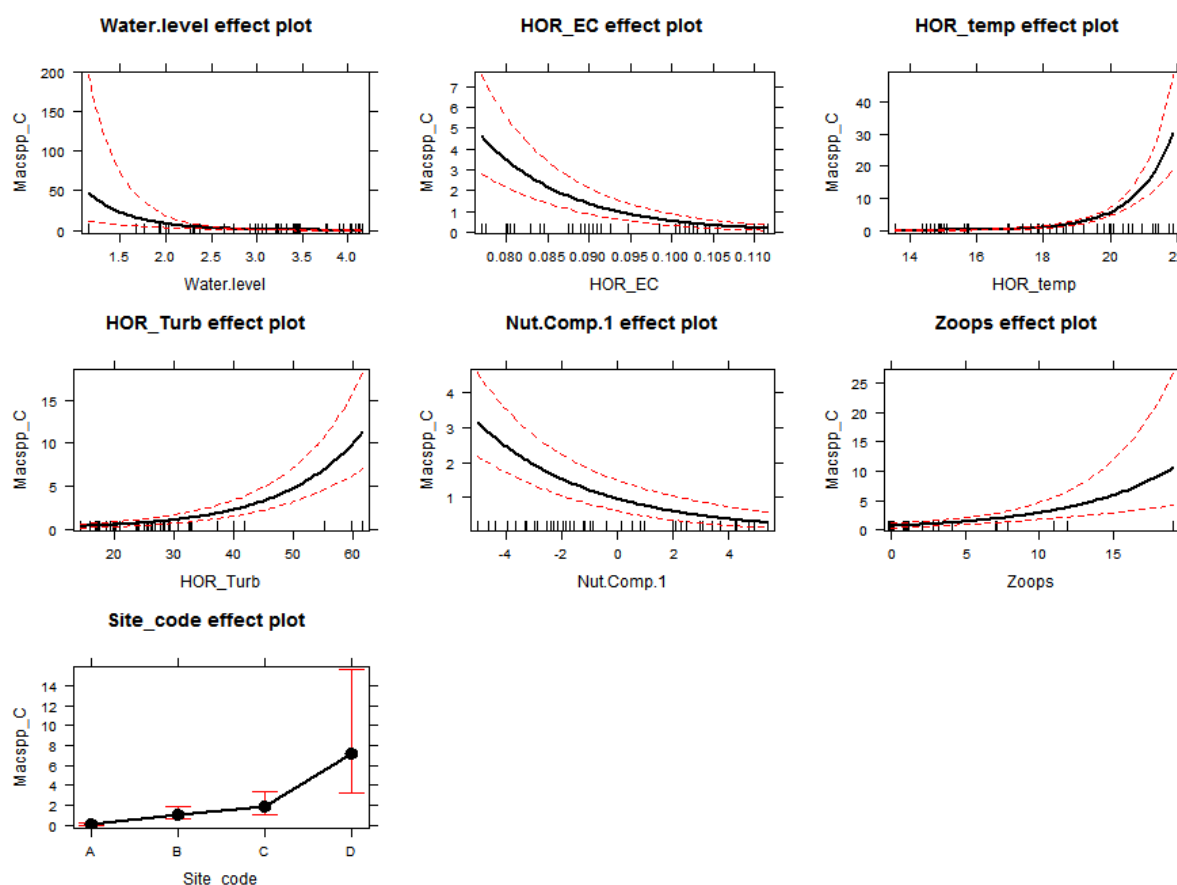 Water.level effect plot
Macspp_C
200
150
100
50
0
1.5 2.0 2.5 3.0 3.5 4.0
Water.level
HOR_EC effect plot
Macspp_C
7
6
5
4
3
2
1
0
0.080 0.085 0.090 0.095 0.100 0.105 0.110
HOR_EC
HOR_temp effect plot
Macspp_C
40
30
20
10
0
14 16 18 20
HOR_temp
HOR_Turb effect plot
Macspp_C
15
10
5
0
20 30 40 50 60
HOR_Turb
Nut.Comp.1 effect plot
Macspp_C
4
3
2
1
-4 -2 0 2 4
Nut.Comp.1
Zoops effect plot
Macspp_C
25
20
15
10
5
0
0 5 10 15
Zoops
Site_code effect plot
Macspp_C
14
12
10
8
6
4
2
0
A B C D
Site_code